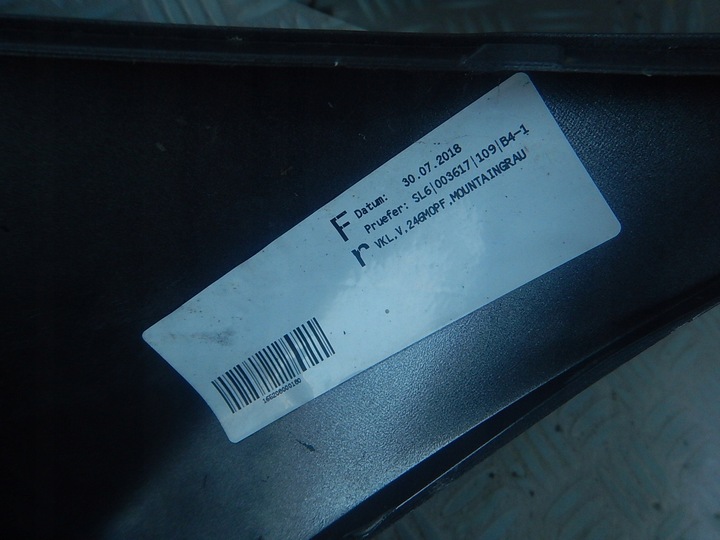 F
Datum: 30.07.2018
Pruefer: SL6|003617|109|B4-1
r
VKL,V,246MOPF,MOUNTAINGRAU